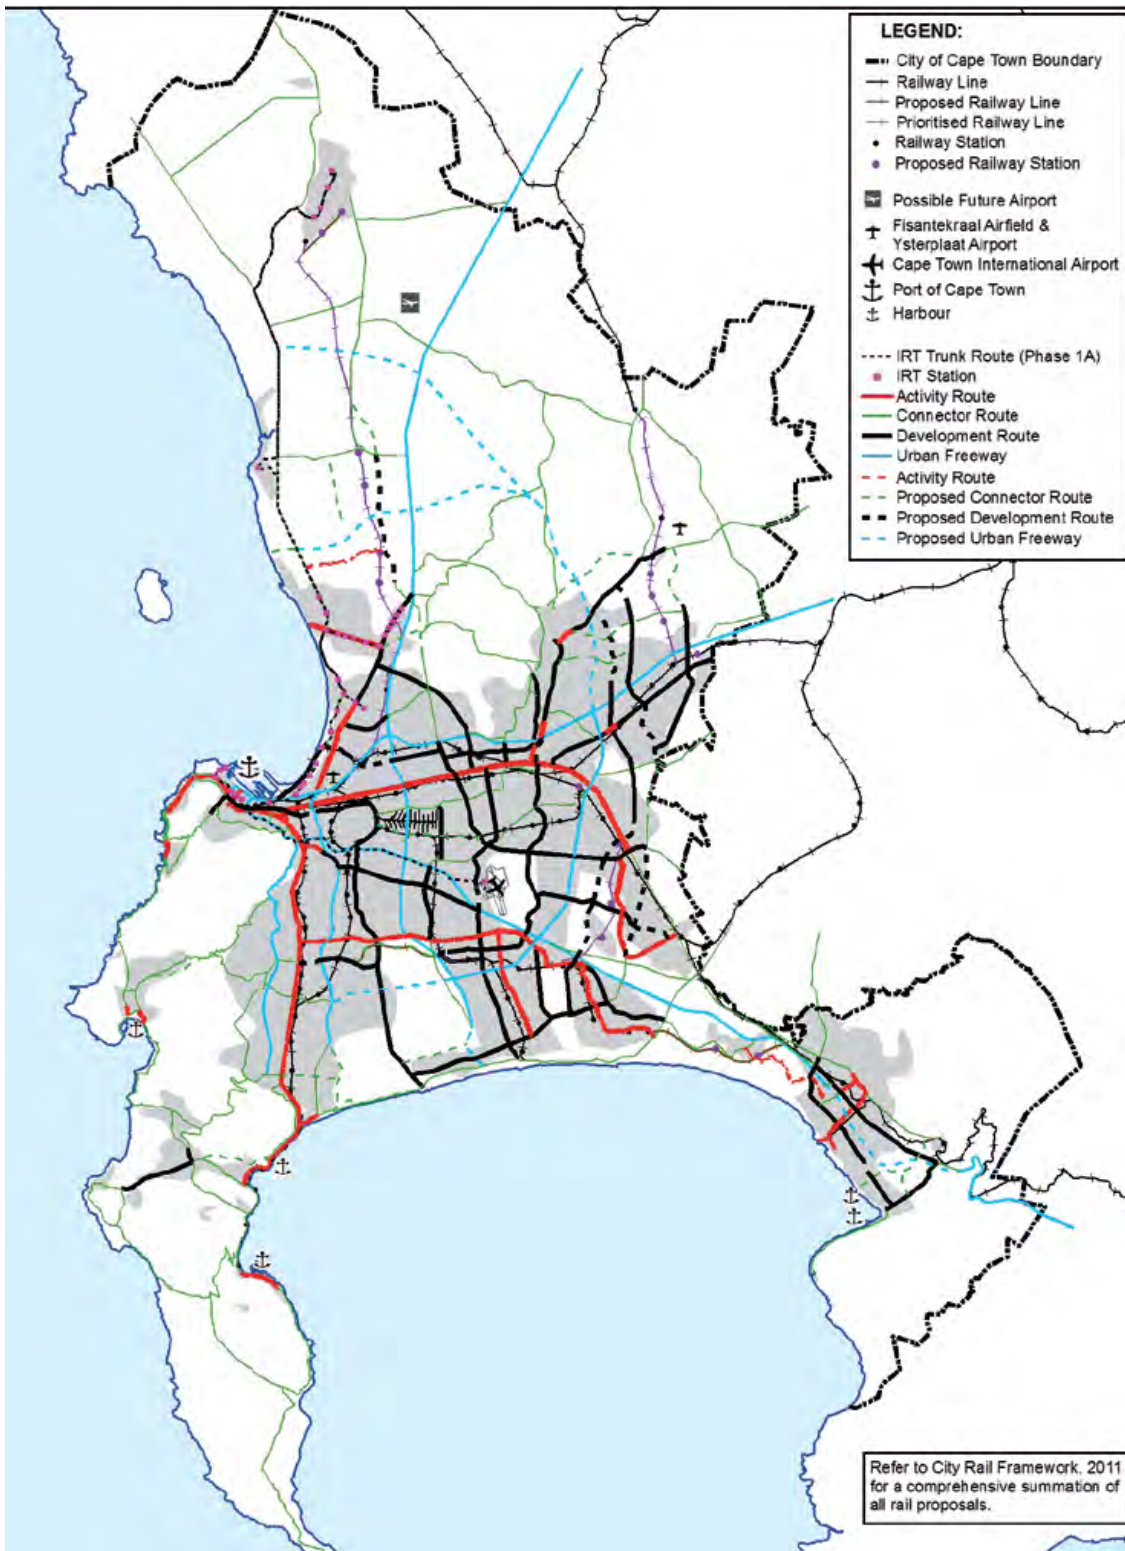 LEGEND:
City of Cape Town Boundary
Railway Line
Proposed Railway Line
Prioritised Railway Line
Railway Station
Proposed Railway Station
Possible Future Airport
Fisantekraal Airfield &
Ysterplaat Airport
Cape Town International Airport
Port of Cape Town
Harbour
IRT Trunk Route (Phase 1A)
IRT Station
Activity Route
Connector Route
Development Route
Urban Freeway
Activity Route
Proposed Connector Route
Proposed Development Route
Proposed Urban Freeway
Refer to City Rail Framework, 2011
for a comprehensive summation of
all rail proposals.